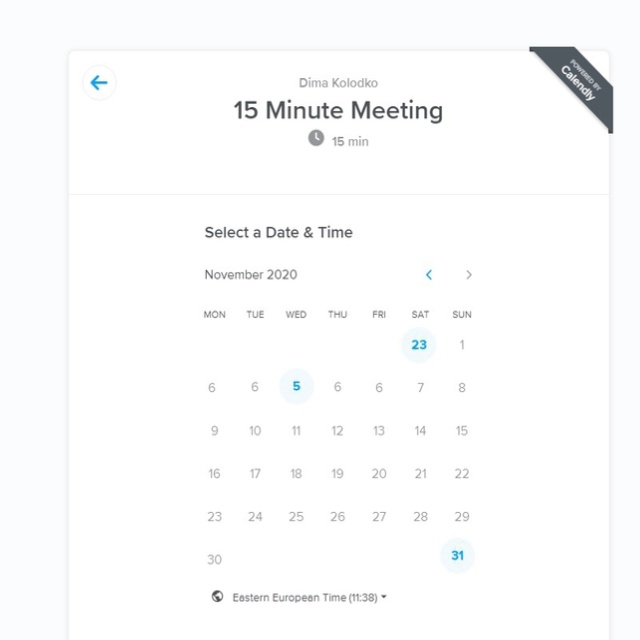 POWERED BY
Calendly
Dima Kolodko
15 Minute Meeting
15 min
Select a Date & Time
November 2020
MON TUE WED THU FRI SAT SUN
23 1
6 6 5 6 6 7 8
9 10 11 12 13 14 15
16 17 18 19 20 21 22
23 24 25 26 27 28 29
30 31
Eastern European Time (11:38)